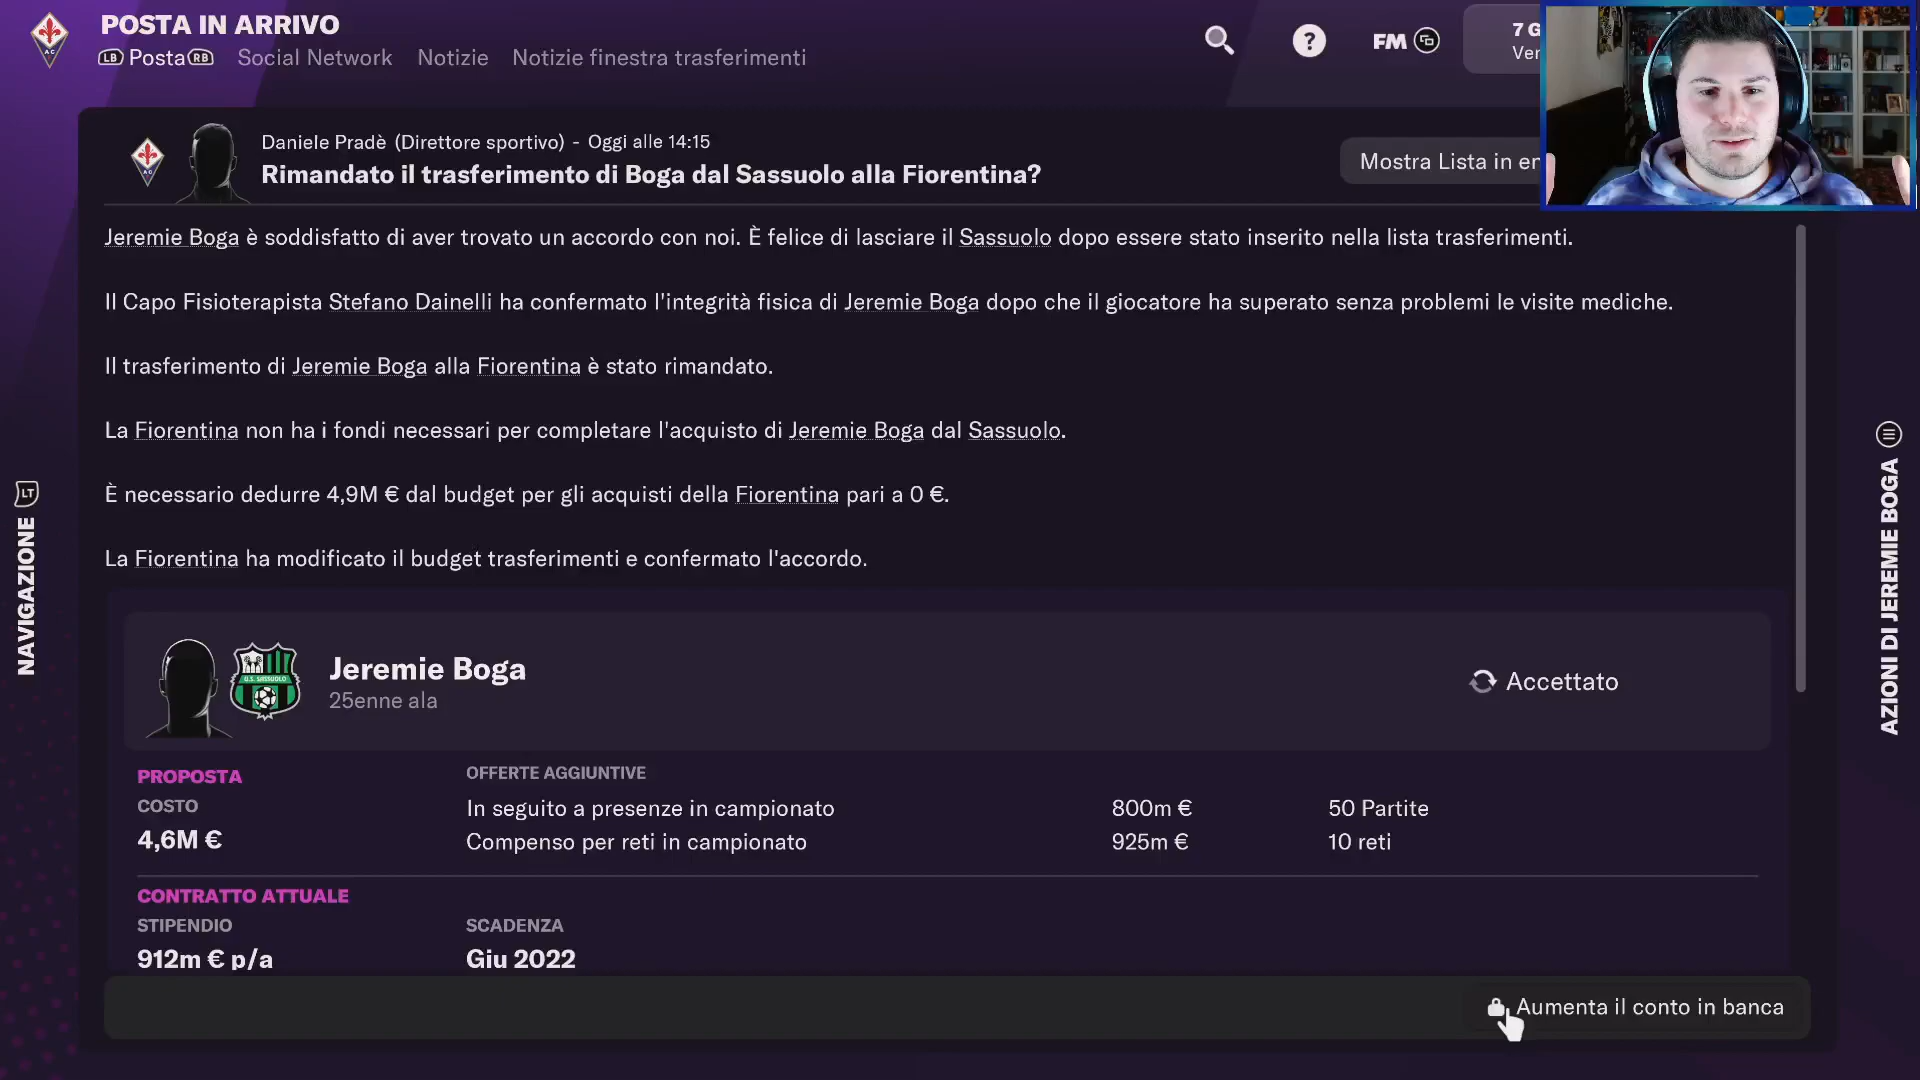 POSTA IN ARRIVO
LB Posta RB Social Network Notizie Notizie finestra trasferimenti
? FM
7 G
Ver
Daniele Pradè (Direttore sportivo) - Oggi alle 14:15
Rimandato il trasferimento di Boga dal Sassuolo alla Fiorentina?
Mostra Lista in en
Jeremie Boga è soddisfatto di aver trovato un accordo con noi. È felice di lasciare il Sassuolo dopo essere stato inserito nella lista trasferimenti.
Il Capo Fisioterapista Stefano Dainelli ha confermato l'integrità fisica di Jeremie Boga dopo che il giocatore ha superato senza problemi le visite mediche.
Il trasferimento di Jeremie Boga alla Fiorentina è stato rimandato.
La Fiorentina non ha i fondi necessari per completare l'acquisto di Jeremie Boga dal Sassuolo.
È necessario dedurre 4,9M € dal budget per gli acquisti della Fiorentina pari a 0 €.
La Fiorentina ha modificato il budget trasferimenti e confermato l'accordo.
LT NAVIGAZIONE
AZIONI DI JEREMIE BOGA
U.S. SASSUOLO
Jeremie Boga
25enne ala
Accettato
PROPOSTA
COSTO
4,6M €
OFFERTE AGGIUNTIVE
In seguito a presenze in campionato 800m € 50 Partite
Compenso per reti in campionato 925m € 10 reti
CONTRATTO ATTUALE
STIPENDIO SCADENZA
912m € p/a Giu 2022
Aumenta il conto in banca